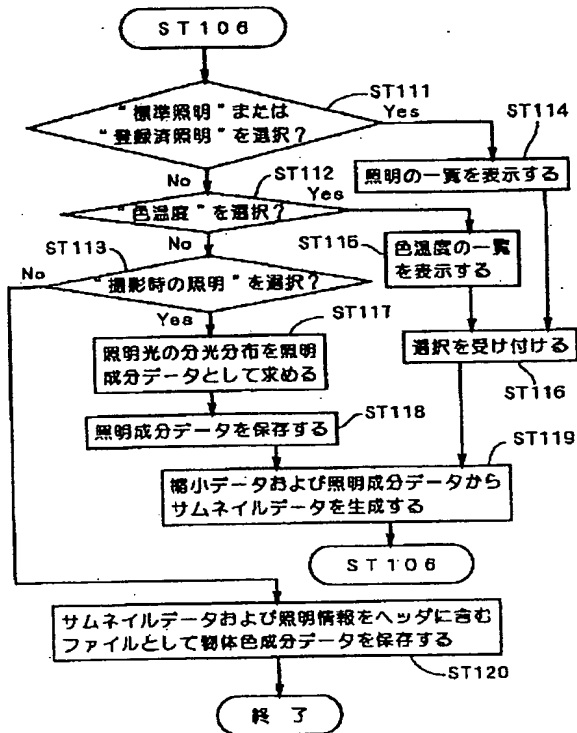 ST106
ST111
“標準照明”または
“登録済照明”を選択？
Yes
ST114
照明の一覧を表示する
No
ST112
“色温度”を選択？
Yes
ST115
色温度の一覧
を表示する
No
ST113
“撮影時の照明”を選択？
No
Yes
ST117
照明光の分光分布を照明
成分データとして求める
選択を受け付ける
ST116
ST118
照明成分データを保存する
ST119
縮小データおよび照明成分データから
サムネイルデータを生成する
ST106
サムネイルデータおよび照明情報をヘッダに含む
ファイルとして物体色成分データを保存する
ST120
終 了